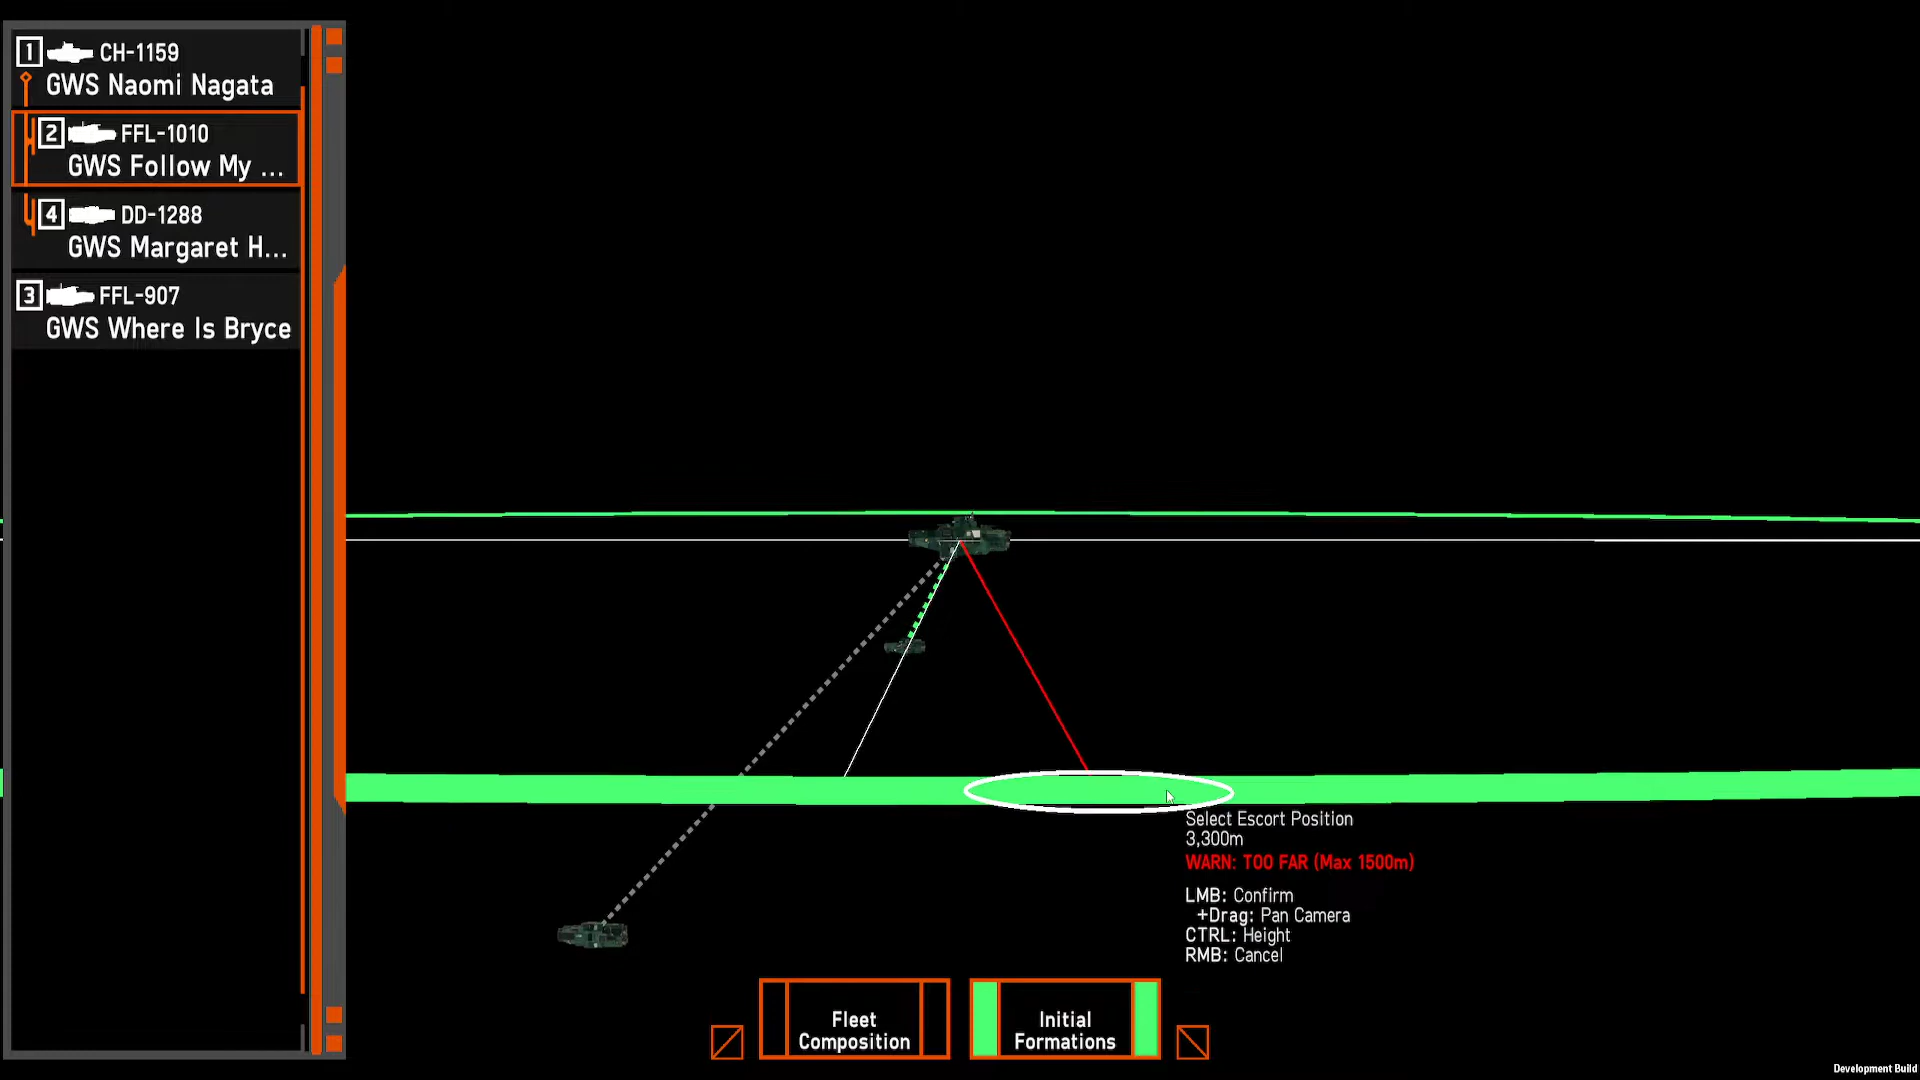 1 CH-1159
GWS Naomi Nagata
2 FFL-1010
GWS Follow My ...
4 DD-1288
GWS Margaret H...
3 FFL-907
GWS Where Is Bryce
Select Escort Position
3,300m
WARN: TOO FAR (Max 1500m)
LMB: Confirm
+Drag: Pan Camera
CTRL: Height
RMB: Cancel
Fleet
Composition
Initial
Formations
Development Build